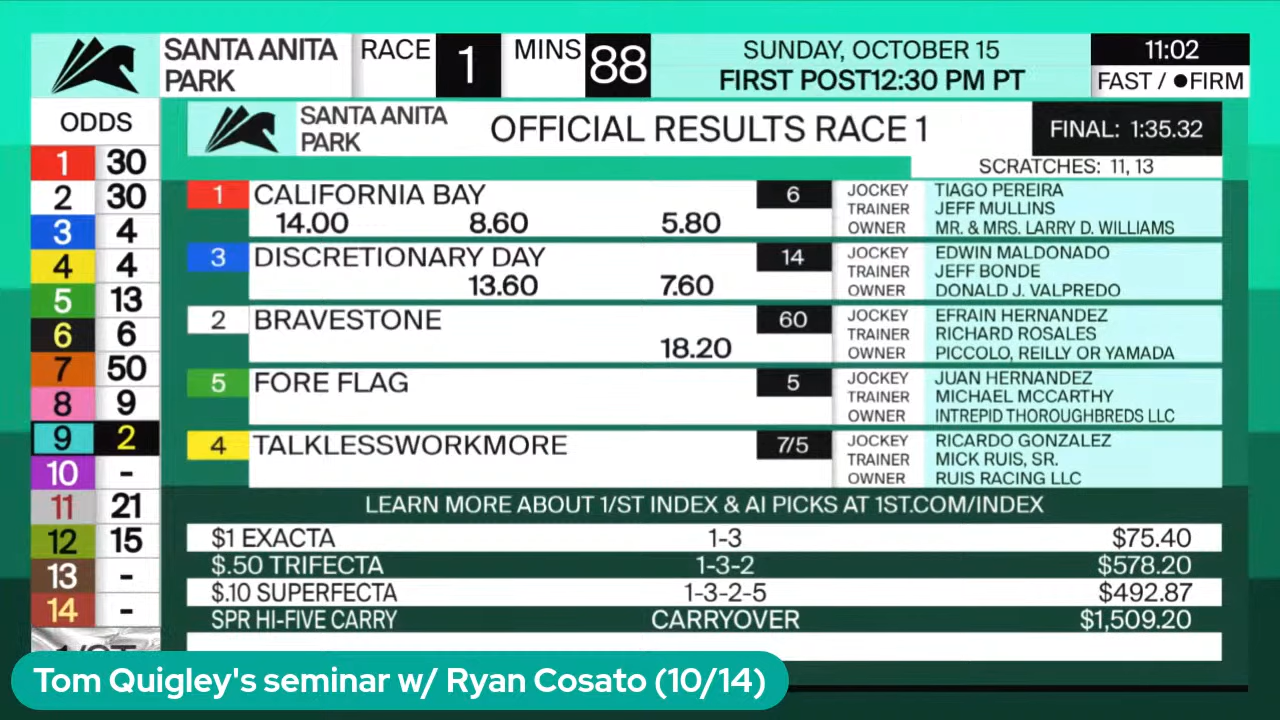 SANTA ANITA PARK RACE 1 MINS 88 SUNDAY, OCTOBER 15 11:02
FIRST POST12:30 PM PT FAST / ●FIRM
ODDS
1 30
2 30
3 4
4 4
5 13
6 6
7 50
8 9
9 2
10 -
11 21
12 15
13 -
14 -
SANTA ANITA PARK OFFICIAL RESULTS RACE 1 FINAL: 1:35.32
SCRATCHES: 11, 13
1 CALIFORNIA BAY 6 JOCKEY TIAGO PEREIRA
TRAINER JEFF MULLINS
14.00 8.60 5.80 OWNER MR. & MRS. LARRY D. WILLIAMS
3 DISCRETIONARY DAY 14 JOCKEY EDWIN MALDONADO
TRAINER JEFF BONDE
13.60 7.60 OWNER DONALD J. VALPREDO
2 BRAVESTONE 60 JOCKEY EFRAIN HERNANDEZ
TRAINER RICHARD ROSALES
18.20 OWNER PICCOLO, REILLY OR YAMADA
5 FORE FLAG 5 JOCKEY JUAN HERNANDEZ
TRAINER MICHAEL MCCARTHY
OWNER INTREPID THOROUGHBREDS LLC
4 TALKLESSWORKMORE 7/5 JOCKEY RICARDO GONZALEZ
TRAINER MICK RUIS, SR.
OWNER RUIS RACING LLC
LEARN MORE ABOUT 1/ST INDEX & AI PICKS AT 1ST.COM/INDEX
$1 EXACTA 1-3 $75.40
$.50 TRIFECTA 1-3-2 $578.20
$.10 SUPERFECTA 1-3-2-5 $492.87
SPR HI-FIVE CARRY CARRYOVER $1,509.20
Tom Quigley's seminar w/ Ryan Cosato (10/14)